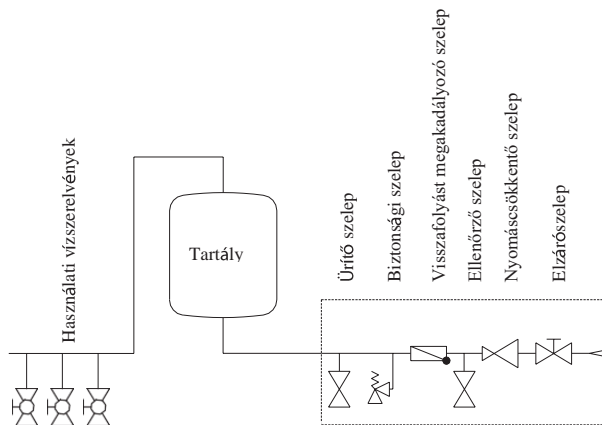 Használati vízszerelvények
Tartály
Ürítő szelep
Biztonsági szelep
Visszafolyást megakadályozó szelep
Ellenőrző szelep
Nyomáscsökkentő szelep
Elzárószelep